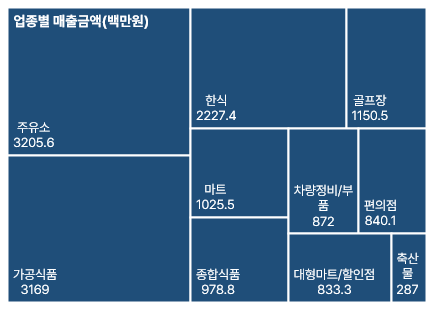 업종별 매출금액(백만원)
주유소
3205.6
한식
2227.4
골프장
1150.5
마트
1025.5
차량정비/부
품
872
편의점
840.1
가공식품
3169
종합식품
978.8
대형마트/할인점
833.3
축산
물
287